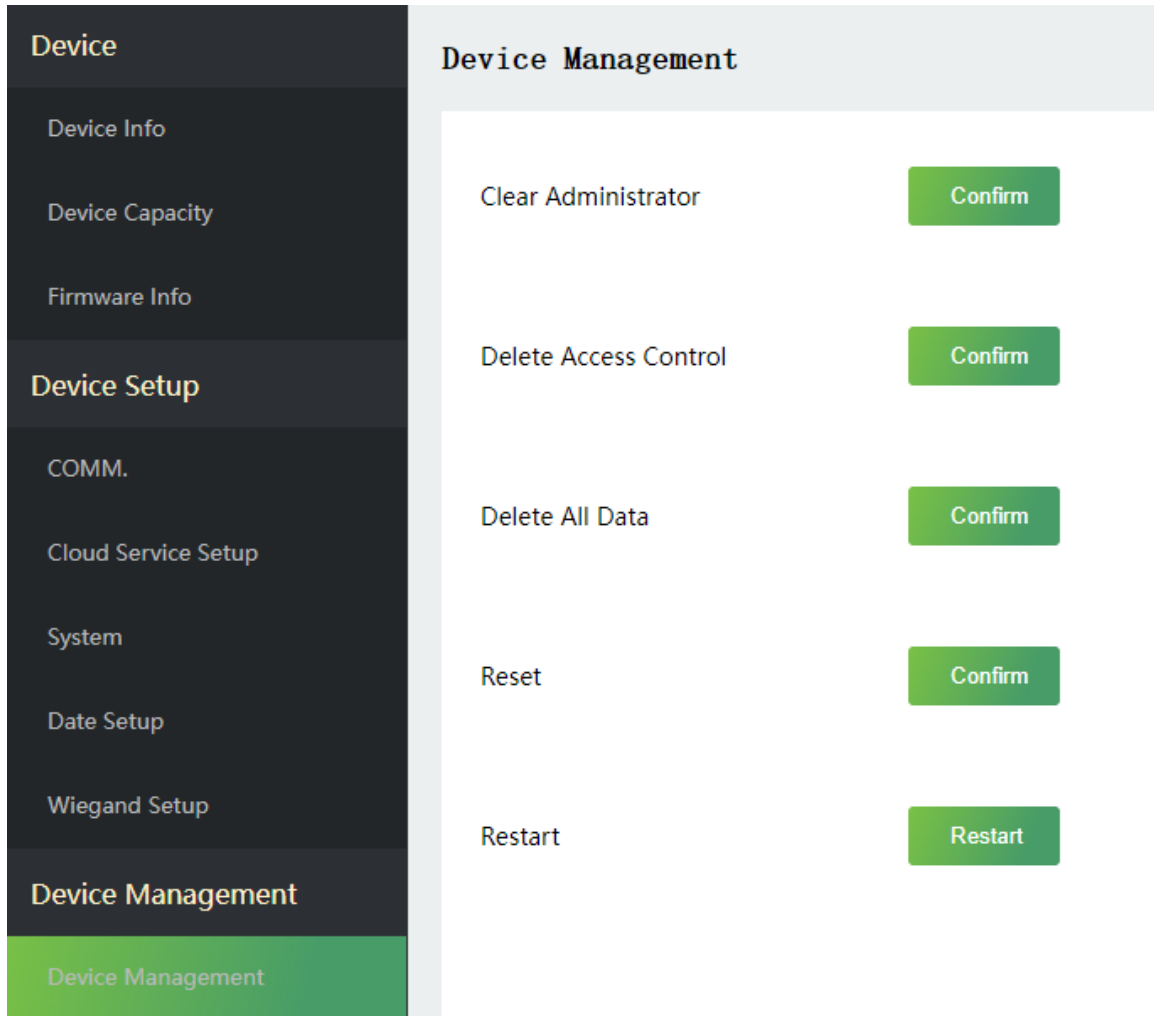 Device
Device Info
Device Capacity
Firmware Info
Device Setup
COMM.
Cloud Service Setup
System
Date Setup
Wiegand Setup
Device Management
Device Management
Device Management
Clear Administrator Confirm
Delete Access Control Confirm
Delete All Data Confirm
Reset Confirm
Restart Restart